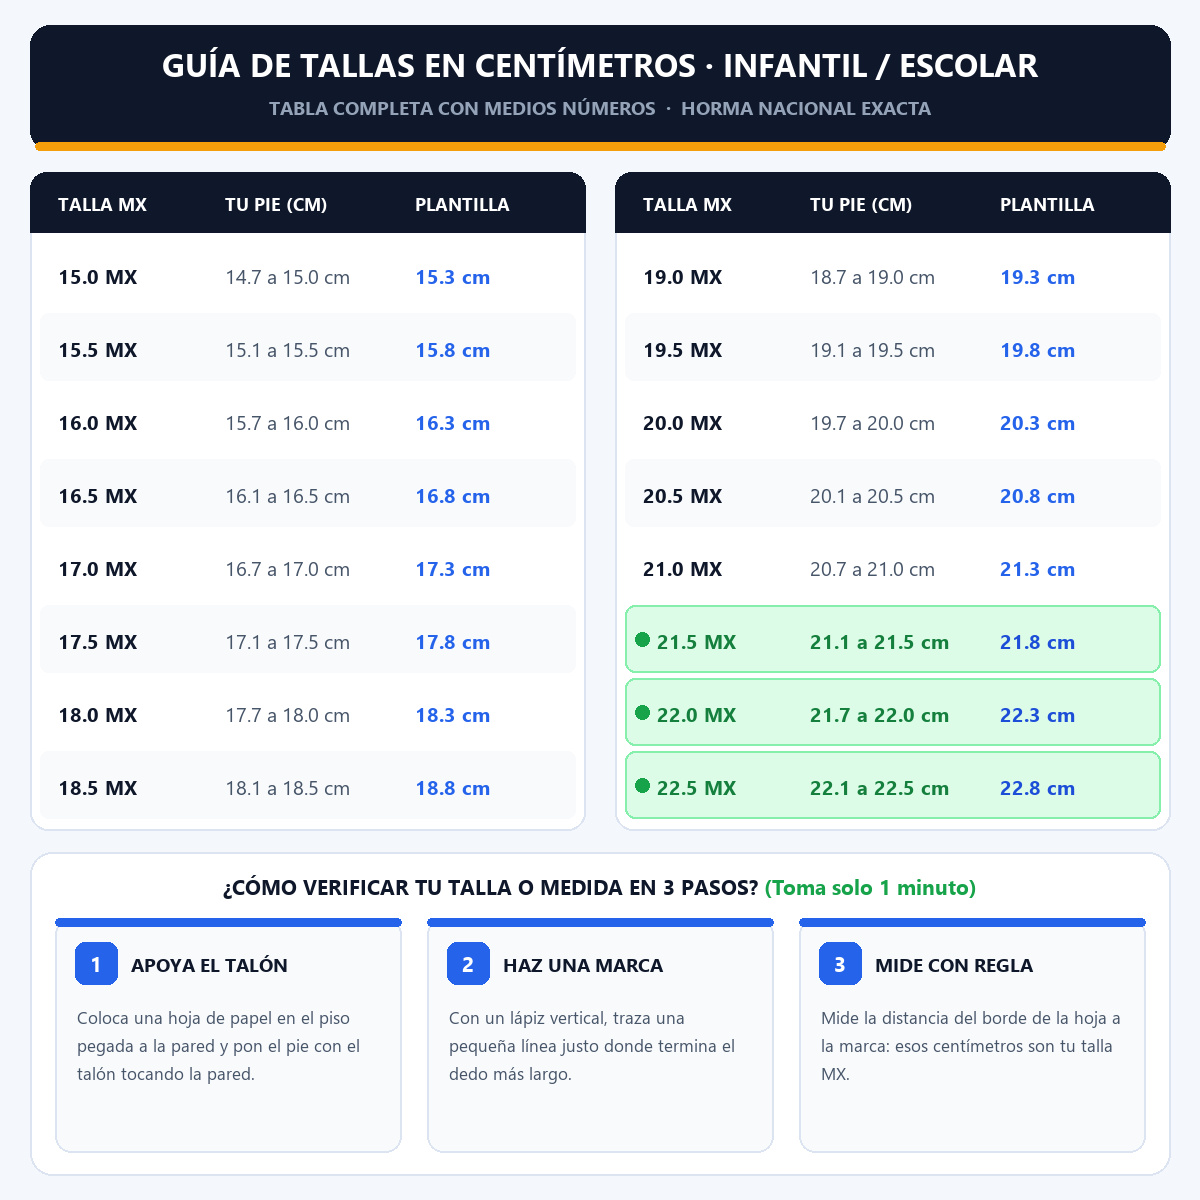 GUÍA DE TALLAS EN CENTÍMETROS · INFANTIL / ESCOLAR
TABLA COMPLETA CON MEDIOS NÚMEROS · HORMA NACIONAL EXACTA
TALLA MX TU PIE (CM) PLANTILLA
15.0 MX 14.7 a 15.0 cm 15.3 cm
15.5 MX 15.1 a 15.5 cm 15.8 cm
16.0 MX 15.7 a 16.0 cm 16.3 cm
16.5 MX 16.1 a 16.5 cm 16.8 cm
17.0 MX 16.7 a 17.0 cm 17.3 cm
17.5 MX 17.1 a 17.5 cm 17.8 cm
18.0 MX 17.7 a 18.0 cm 18.3 cm
18.5 MX 18.1 a 18.5 cm 18.8 cm
TALLA MX TU PIE (CM) PLANTILLA
19.0 MX 18.7 a 19.0 cm 19.3 cm
19.5 MX 19.1 a 19.5 cm 19.8 cm
20.0 MX 19.7 a 20.0 cm 20.3 cm
20.5 MX 20.1 a 20.5 cm 20.8 cm
21.0 MX 20.7 a 21.0 cm 21.3 cm
21.5 MX 21.1 a 21.5 cm 21.8 cm
22.0 MX 21.7 a 22.0 cm 22.3 cm
22.5 MX 22.1 a 22.5 cm 22.8 cm
¿CÓMO VERIFICAR TU TALLA O MEDIDA EN 3 PASOS? (Toma solo 1 minuto)
1 APOYA EL TALÓN
Coloca una hoja de papel en el piso
pegada a la pared y pon el pie con el
talón tocando la pared.
2 HAZ UNA MARCA
Con un lápiz vertical, traza una
pequeña línea justo donde termina el
dedo más largo.
3 MIDE CON REGLA
Mide la distancia del borde de la hoja a
la marca: esos centímetros son tu talla
MX.